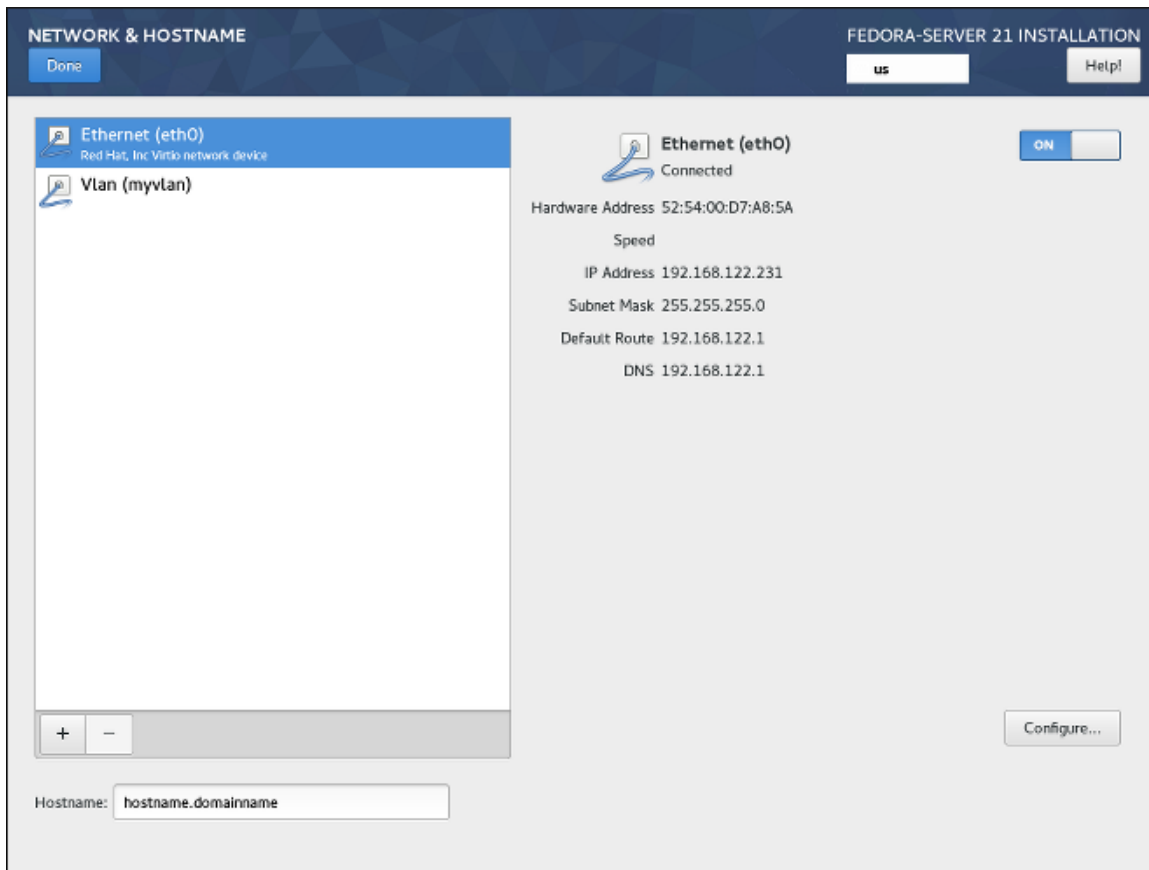 NETWORK & HOSTNAME
FEDORA-SERVER 21 INSTALLATION
Done
us
Help!
Ethernet (eth0)
Red Hat, Inc Virtio network device
Vlan (myvlan)
Ethernet (eth0)
Connected
ON
Hardware Address 52:54:00:D7:A8:5A
Speed
IP Address 192.168.122.231
Subnet Mask 255.255.255.0
Default Route 192.168.122.1
DNS 192.168.122.1
+ −
Configure...
Hostname: hostname.domainname